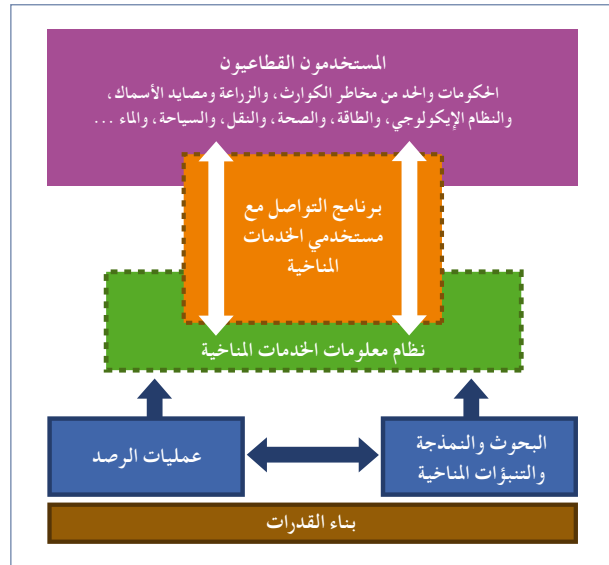 المستخدمون القطاعيون
الحكومات والحد من مخاطر الكوارث، والزراعة ومصايد الأسماك،
والنظام الإيكولوجي، والطاقة، والصحة، والنقل، والسياحة، والماء ...
برنامج التواصل مع
مستخدمي الخدمات
المناخية
نظام معلومات الخدمات المناخية
البحوث والنمذجة
والتنبؤات المناخية
عمليات الرصد
بناء القدرات